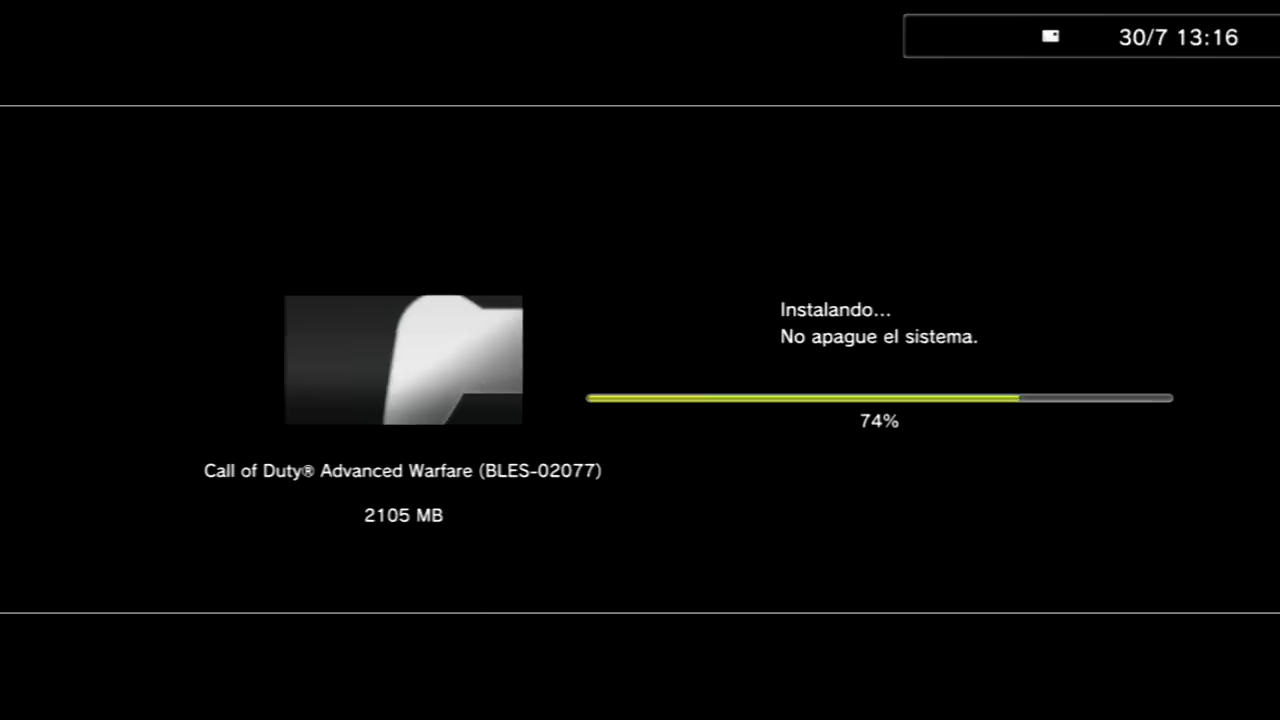 30/7 13:16
Instalando...
No apague el sistema.
74%
Call of Duty® Advanced Warfare (BLES-02077)
2105 MB